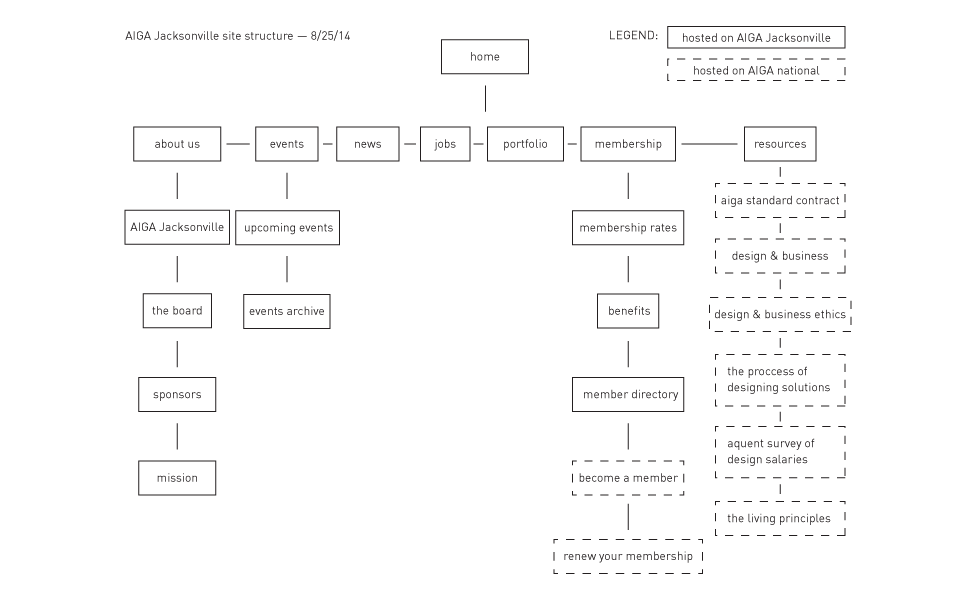 AIGA Jacksonville site structure — 8/25/14
LEGEND:
hosted on AIGA Jacksonville
hosted on AIGA national
home
about us
events
news
jobs
portfolio
membership
resources
AIGA Jacksonville
the board
sponsors
mission
upcoming events
events archive
membership rates
benefits
member directory
become a member
renew your membership
aiga standard contract
design & business
design & business ethics
the proccess of
designing solutions
aquent survey of
design salaries
the living principles